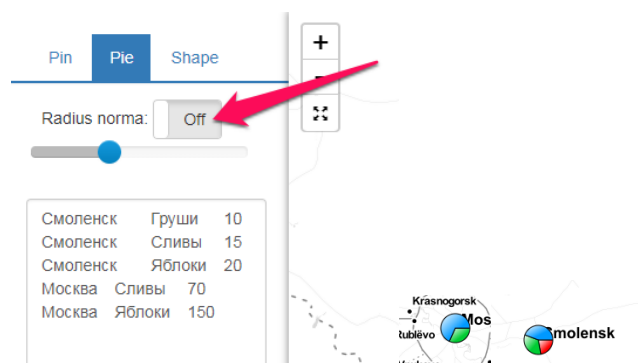 Pin Pie Shape
+
Radius norma: Off
Смоленск Груши 10
Смоленск Сливы 15
Смоленск Яблоки 20
Москва Сливы 70
Москва Яблоки 150
Krasnogorsk
Mos
Rublëvo
Smolensk